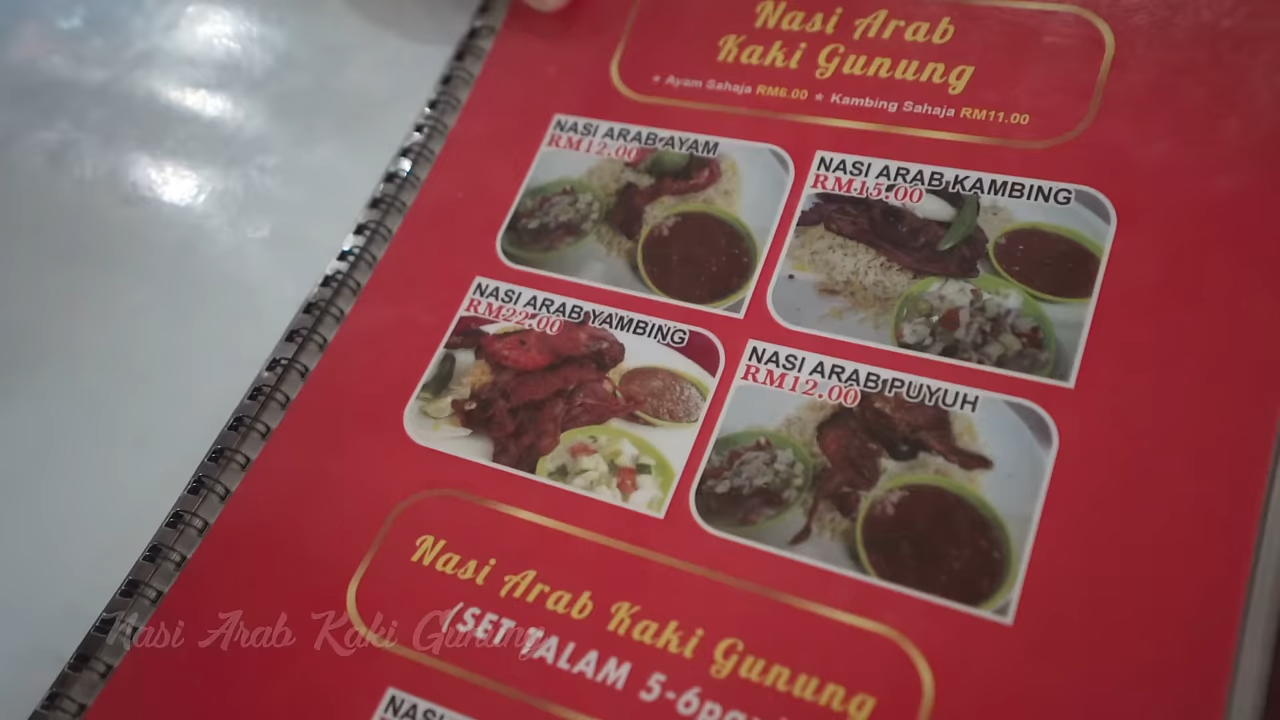 Nasi Arab
Kaki Gunung
★ Ayam Sahaja RM6.00 ★ Kambing Sahaja RM11.00
NASI ARAB AYAM
RM12.00
NASI ARAB KAMBING
RM15.00
NASI ARAB YAMBING
RM22.00
NASI ARAB PUYUH
RM12.00
Nasi Arab Kaki Gunung
(SET TALAM 5-6
NASI
Nasi Arab Kaki Gunung